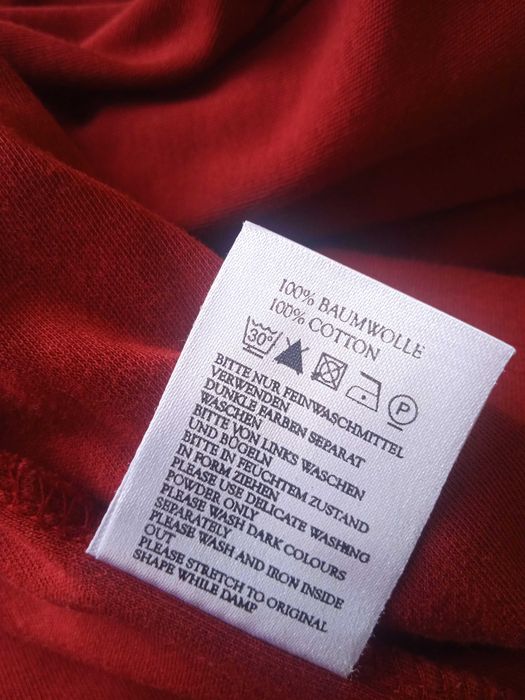 100% BAUMWOLLE
100% COTTON
30° P
BITTE NUR FEINWASCHMITTEL
VERWENDEN
DUNKLE FARBEN SEPARAT
WASCHEN
BITTE VON LINKS WASCHEN
UND BÜGELN
BITTE IN FEUCHTEM ZUSTAND
IN FORM ZIEHEN
PLEASE USE DELICATE WASHING
POWDER ONLY
PLEASE WASH DARK COLOURS
SEPARATELY
PLEASE WASH AND IRON INSIDE
OUT
PLEASE STRETCH TO ORIGINAL
SHAPE WHILE DAMP